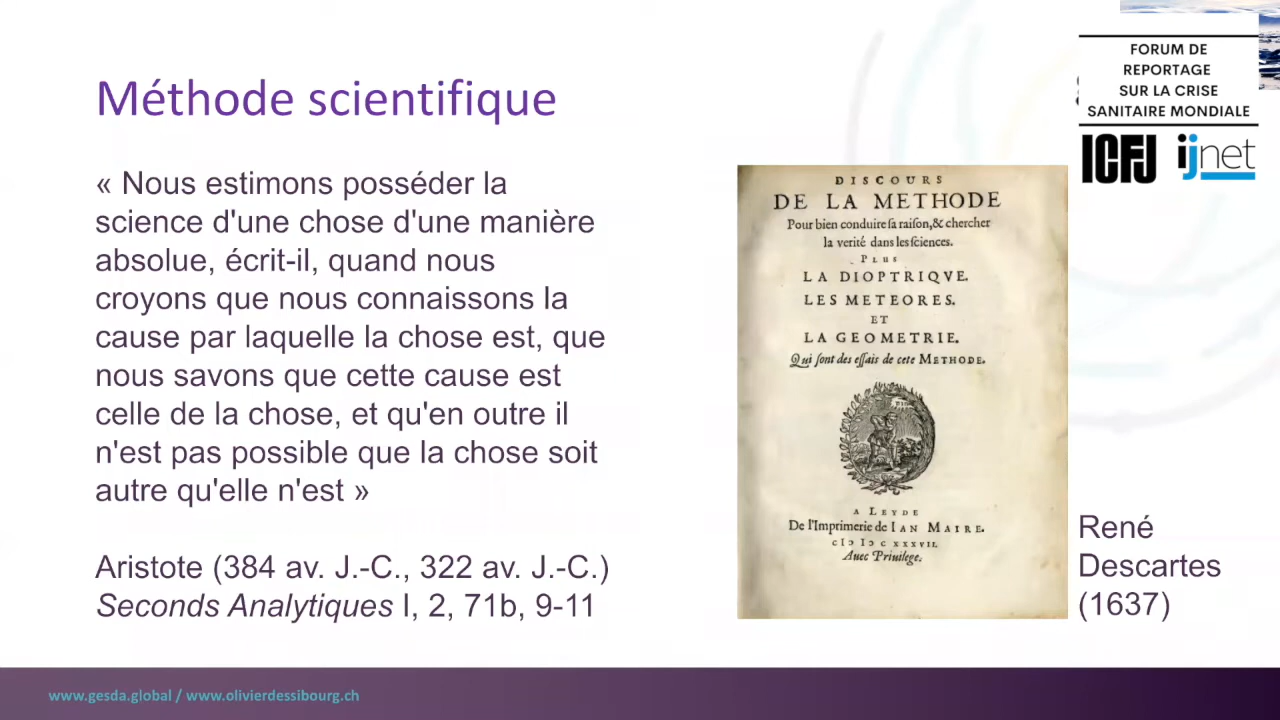 Méthode scientifique
« Nous estimons posséder la
science d'une chose d'une manière
absolue, écrit-il, quand nous
croyons que nous connaissons la
cause par laquelle la chose est, que
nous savons que cette cause est
celle de la chose, et qu'en outre il
n'est pas possible que la chose soit
autre qu'elle n'est »
Aristote (384 av. J.-C., 322 av. J.-C.)
Seconds Analytiques I, 2, 71b, 9-11
DISCOURS
DE LA METHODE
Pour bien conduire sa raison, & chercher
la verité dans les sciences.
PLUS
LA DIOPTRIQVE.
LES METEORES.
ET
LA GEOMETRIE.
Qui sont des essais de cete METHODE.
A LEYDE
De l'Imprimerie de IAN MAIRE.
cIↃ IↃ c XXXVII.
Auec Priuilege.
René
Descartes
(1637)
FORUM DE
REPORTAGE
SUR LA CRISE
SANITAIRE MONDIALE
ICFJ ijnet
www.gesda.global / www.olivierdessibourg.ch